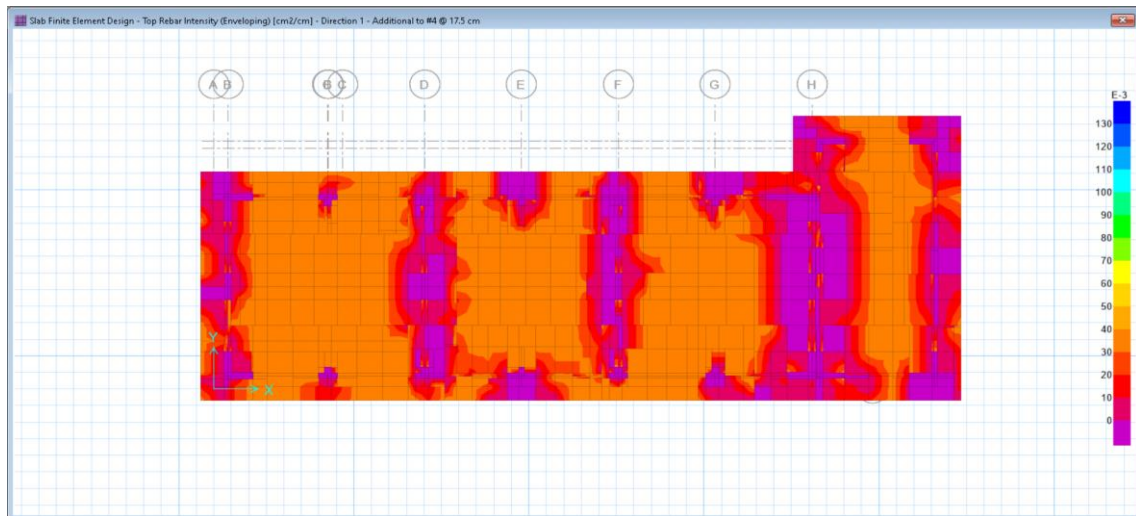 Slab Finite Element Design - Top Rebar Intensity (Enveloping) [cm2/cm] - Direction 1 - Additional to #4 @ 17.5 cm
A B C D E F G H
E-3
130
120
110
100
90
80
70
60
50
40
30
20
10
0
Y
X